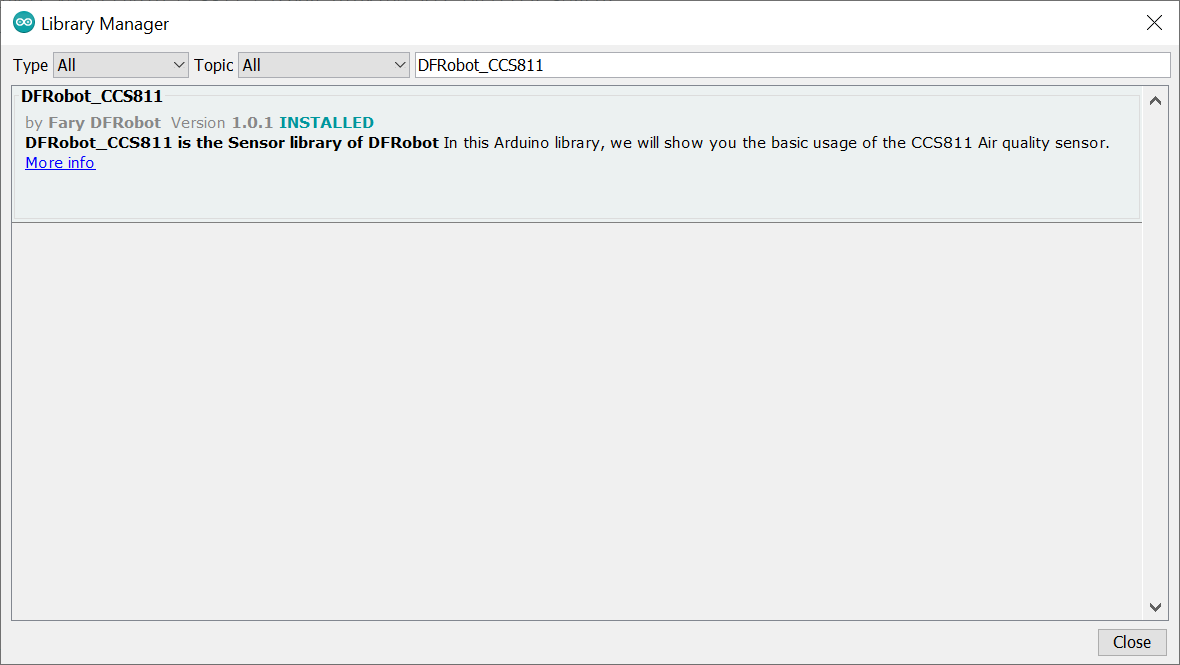 Library Manager
Type All Topic All DFRobot_CCS811
DFRobot_CCS811
by Fary DFRobot Version 1.0.1 INSTALLED
DFRobot_CCS811 is the Sensor library of DFRobot In this Arduino library, we will show you the basic usage of the CCS811 Air quality sensor.
More info
Close